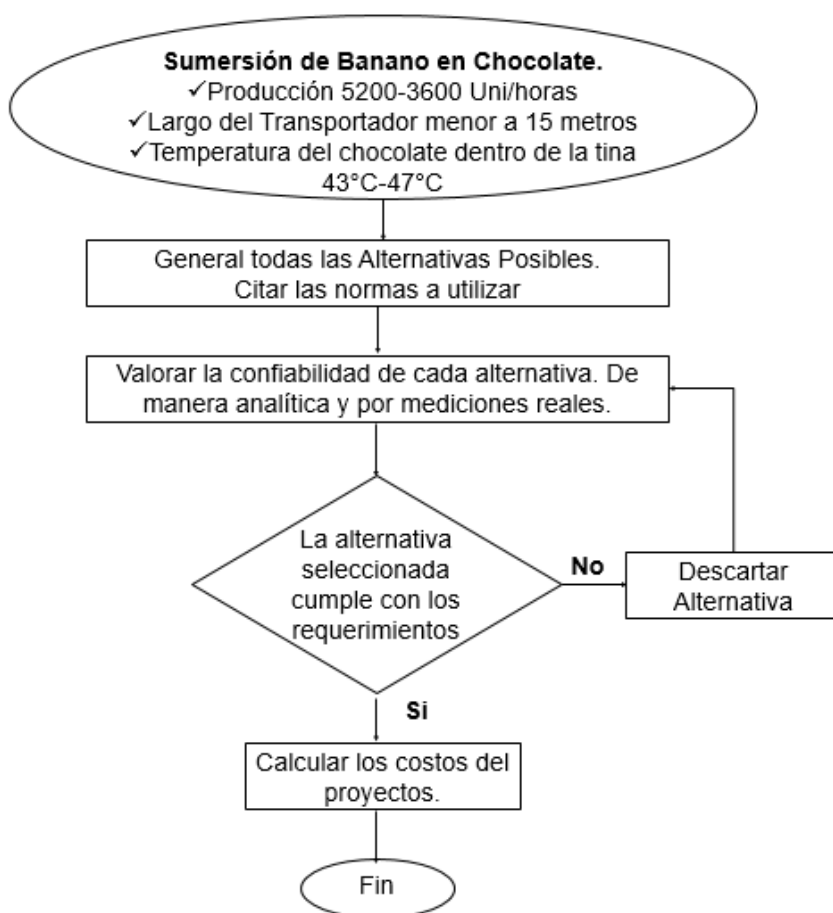 Sumersión de Banano en Chocolate.
✓Producción 5200-3600 Uni/horas
✓Largo del Transportador menor a 15 metros
✓Temperatura del chocolate dentro de la tina
43°C-47°C
General todas las Alternativas Posibles.
Citar las normas a utilizar
Valorar la confiabilidad de cada alternativa. De
manera analítica y por mediciones reales.
La alternativa
seleccionada
cumple con los
requerimientos
No
Descartar
Alternativa
Si
Calcular los costos del
proyectos.
Fin